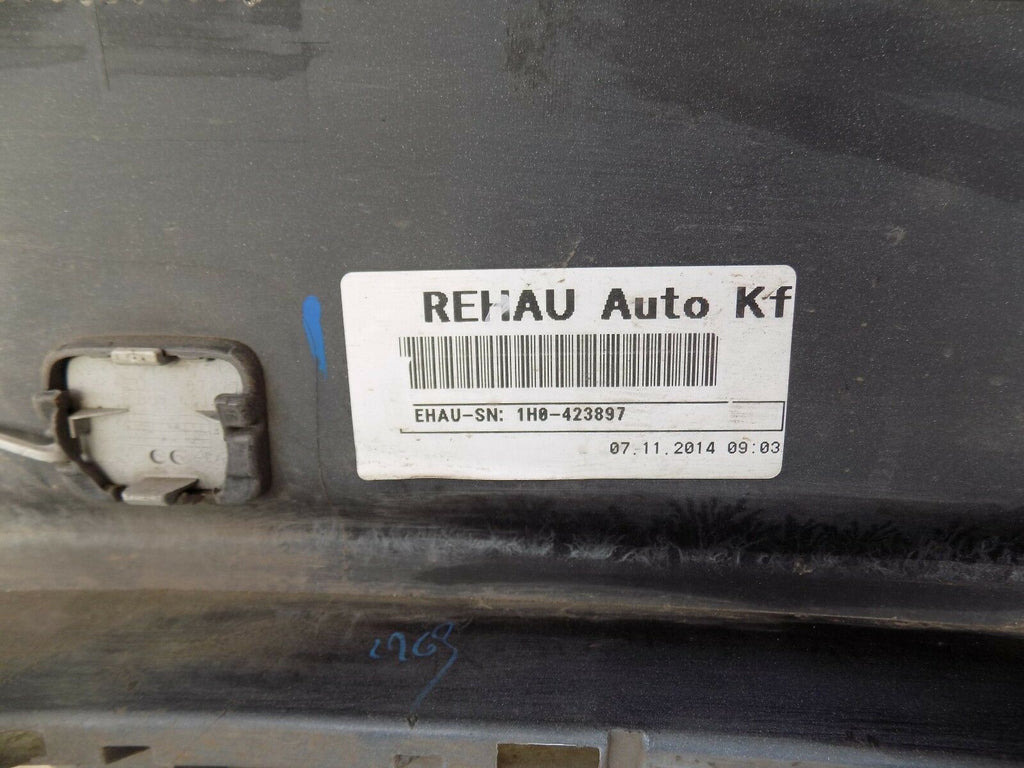 REHAU Auto Kf
EHAU-SN: 1H0-423897
07.11.2014 09:03